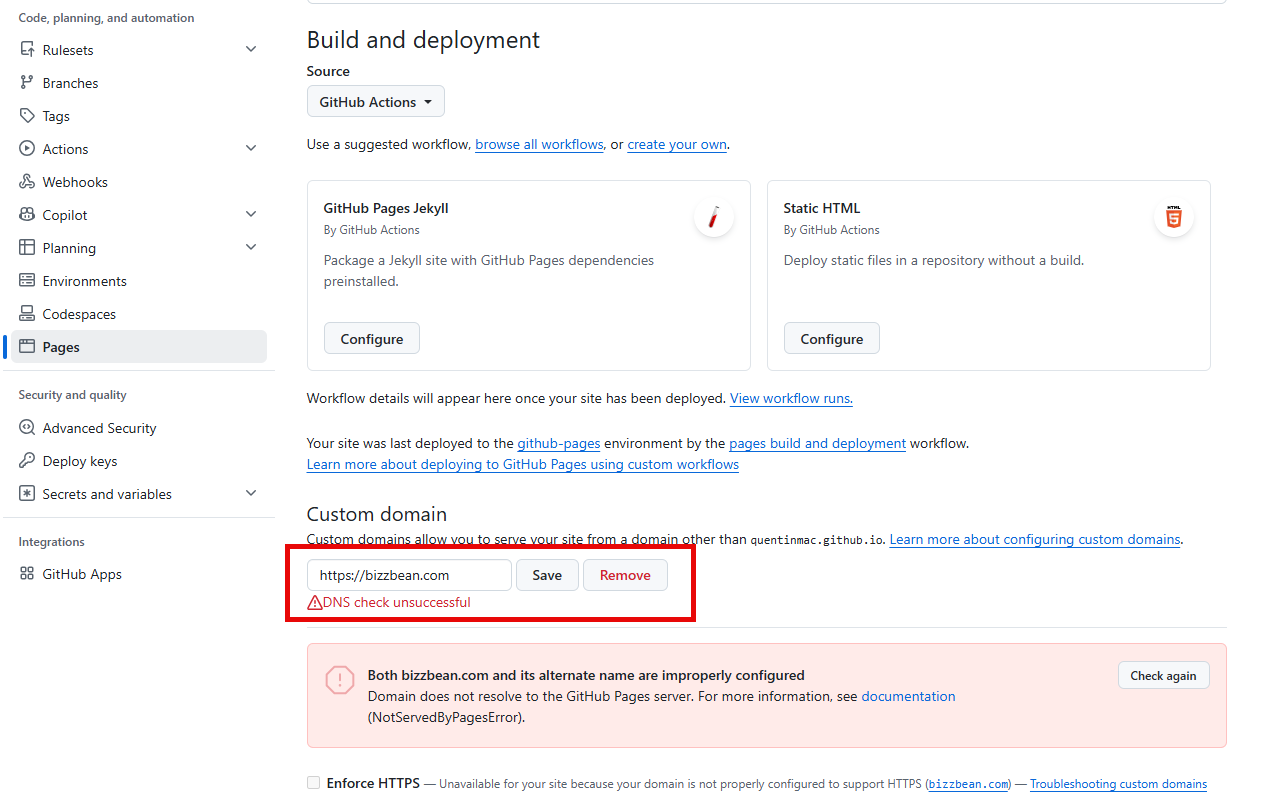 Code, planning, and automation
Rulesets
Branches
Tags
Actions
Webhooks
Copilot
Planning
Environments
Codespaces
Pages
Security and quality
Advanced Security
Deploy keys
Secrets and variables
Integrations
GitHub Apps
Build and deployment
Source
GitHub Actions
Use a suggested workflow, browse all workflows, or create your own.
GitHub Pages Jekyll
By GitHub Actions
Package a Jekyll site with GitHub Pages dependencies
preinstalled.
Configure
HTML
Static HTML
By GitHub Actions
Deploy static files in a repository without a build.
Configure
Workflow details will appear here once your site has been deployed. View workflow runs.
Your site was last deployed to the github-pages environment by the pages build and deployment workflow.
Learn more about deploying to GitHub Pages using custom workflows
Custom domain
Custom domains allow you to serve your site from a domain other than quentinmac.github.io. Learn more about configuring custom domains.
https://bizzbean.com Save Remove
DNS check unsuccessful
Both bizzbean.com and its alternate name are improperly configured
Domain does not resolve to the GitHub Pages server. For more information, see documentation
(NotServedByPagesError).
Check again
Enforce HTTPS — Unavailable for your site because your domain is not properly configured to support HTTPS (bizzbean.com) — Troubleshooting custom domains